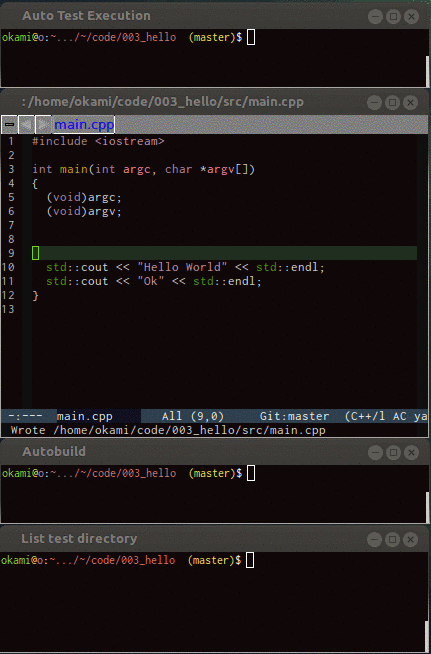 Auto Test Execution
okami@o:~.../~/code/003_hello (master)$
:/home/okami/code/003_hello/src/main.cpp
main.cpp
1 #include <iostream>
2
3 int main(int argc, char *argv[])
4 {
5 (void)argc;
6 (void)argv;
7
8
9
10 std::cout << "Hello World" << std::endl;
11 std::cout << "Ok" << std::endl;
12 }
13
-:--- main.cpp All (9,0) Git:master (C++/l AC ya
Wrote /home/okami/code/003_hello/src/main.cpp
Autobuild
okami@o:~.../~/code/003_hello (master)$
List test directory
okami@o:~.../~/code/003_hello (master)$